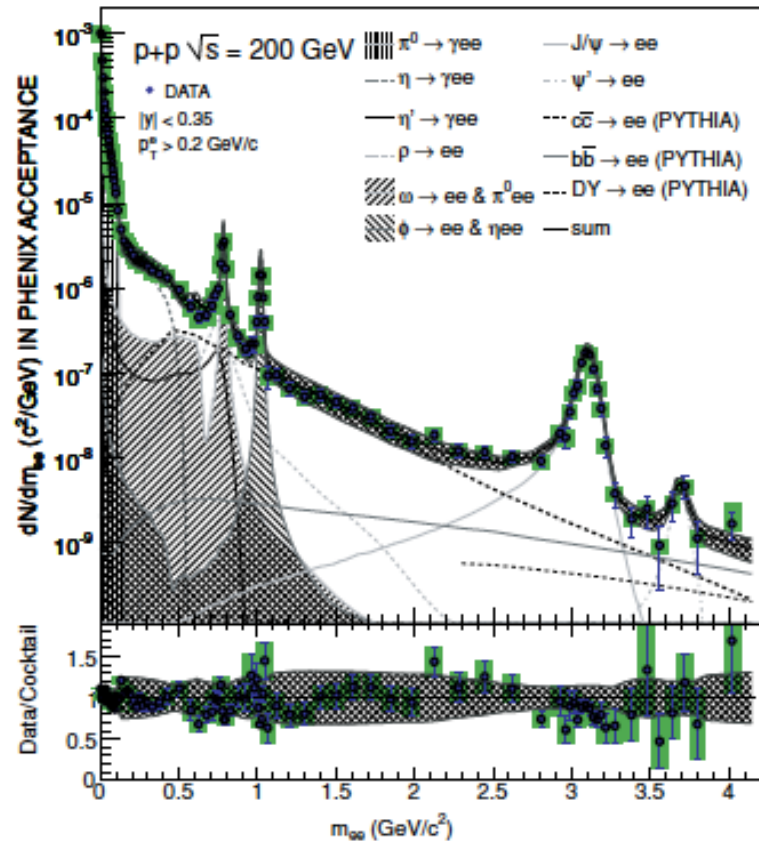 p+p √s = 200 GeV
DATA
|y| < 0.35
p_T^e > 0.2 GeV/c
π⁰ → γee
η → γee
η' → γee
ρ → ee
ω → ee & π⁰ee
ϕ → ee & ηee
J/ψ → ee
ψ' → ee
cc̅ → ee (PYTHIA)
bb̅ → ee (PYTHIA)
DY → ee (PYTHIA)
sum
dN/dm_ee (c²/GeV) IN PHENIX ACCEPTANCE
10⁻³
10⁻⁴
10⁻⁵
10⁻⁶
10⁻⁷
10⁻⁸
10⁻⁹
Data/Cocktail
1.5
1
0.5
0
0 0.5 1 1.5 2 2.5 3 3.5 4
m_ee (GeV/c²)